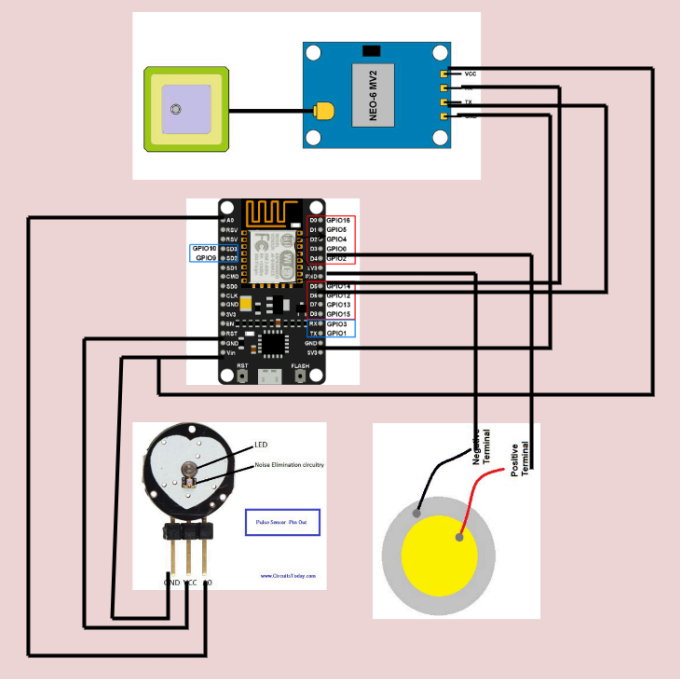 VCC
TX
NEO-6 MV2
A0
RSV
RSV
SD3
SD2
SD1
CMD
SD0
CLK
GND
3V3
EN
RST
GND
Vin
GPIO10
GPIO9
D0 GPIO16
D1 GPIO5
D2 GPIO4
D3 GPIO0
D4 GPIO2
3V3
GND
D5 GPIO14
D6 GPIO12
D7 GPIO13
D8 GPIO15
RX GPIO3
TX GPIO1
GND
3V3
RST
FLASH
LED
Noise Elimination circuitry
Pulse Sensor Pin Out
www.CircuitsToday.com
GND VCC A0
Negative
Terminal
Positive
Terminal